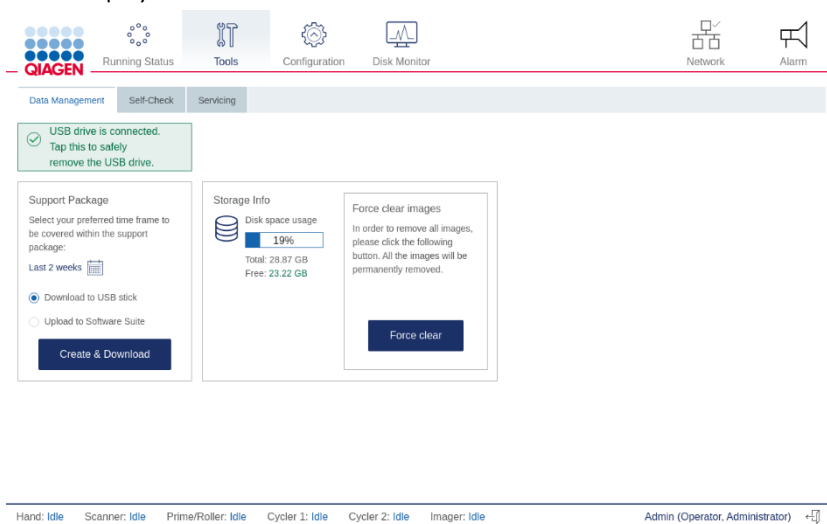 QIAGEN
Running Status
Tools
Configuration
Disk Monitor
Network
Alarm
Data Management
Self-Check
Servicing
USB drive is connected.
Tap this to safely
remove the USB drive.
Support Package
Select your preferred time frame to
be covered within the support
package:
Last 2 weeks
Download to USB stick
Upload to Software Suite
Create & Download
Storage Info
Disk space usage
19%
Total: 28.87 GB
Free: 23.22 GB
Force clear images
In order to remove all images,
please click the following
button. All the images will be
permanently removed.
Force clear
Hand: Idle Scanner: Idle Prime/Roller: Idle Cycler 1: Idle Cycler 2: Idle Imager: Idle Admin (Operator, Administrator)